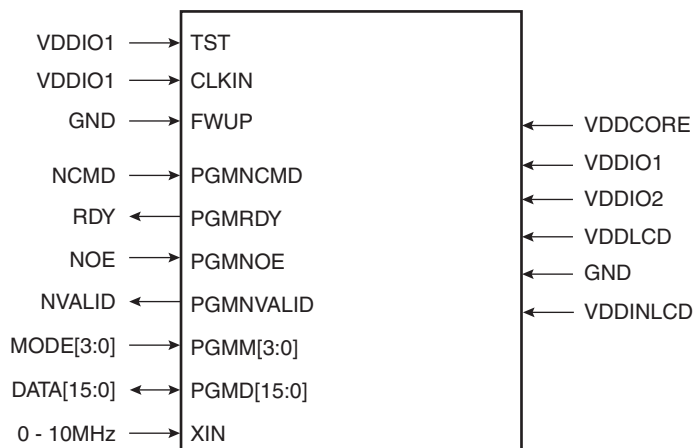 VDDIO1 TST
VDDIO1 CLKIN
GND FWUP
VDDCORE
VDDIO1
NCMD PGMNCMD
VDDIO2
RDY PGMRDY
VDDLCD
NOE PGMNOE
GND
NVALID PGMNVALID
VDDINLCD
MODE[3:0] PGMM[3:0]
DATA[15:0] PGMD[15:0]
0 - 10MHz XIN